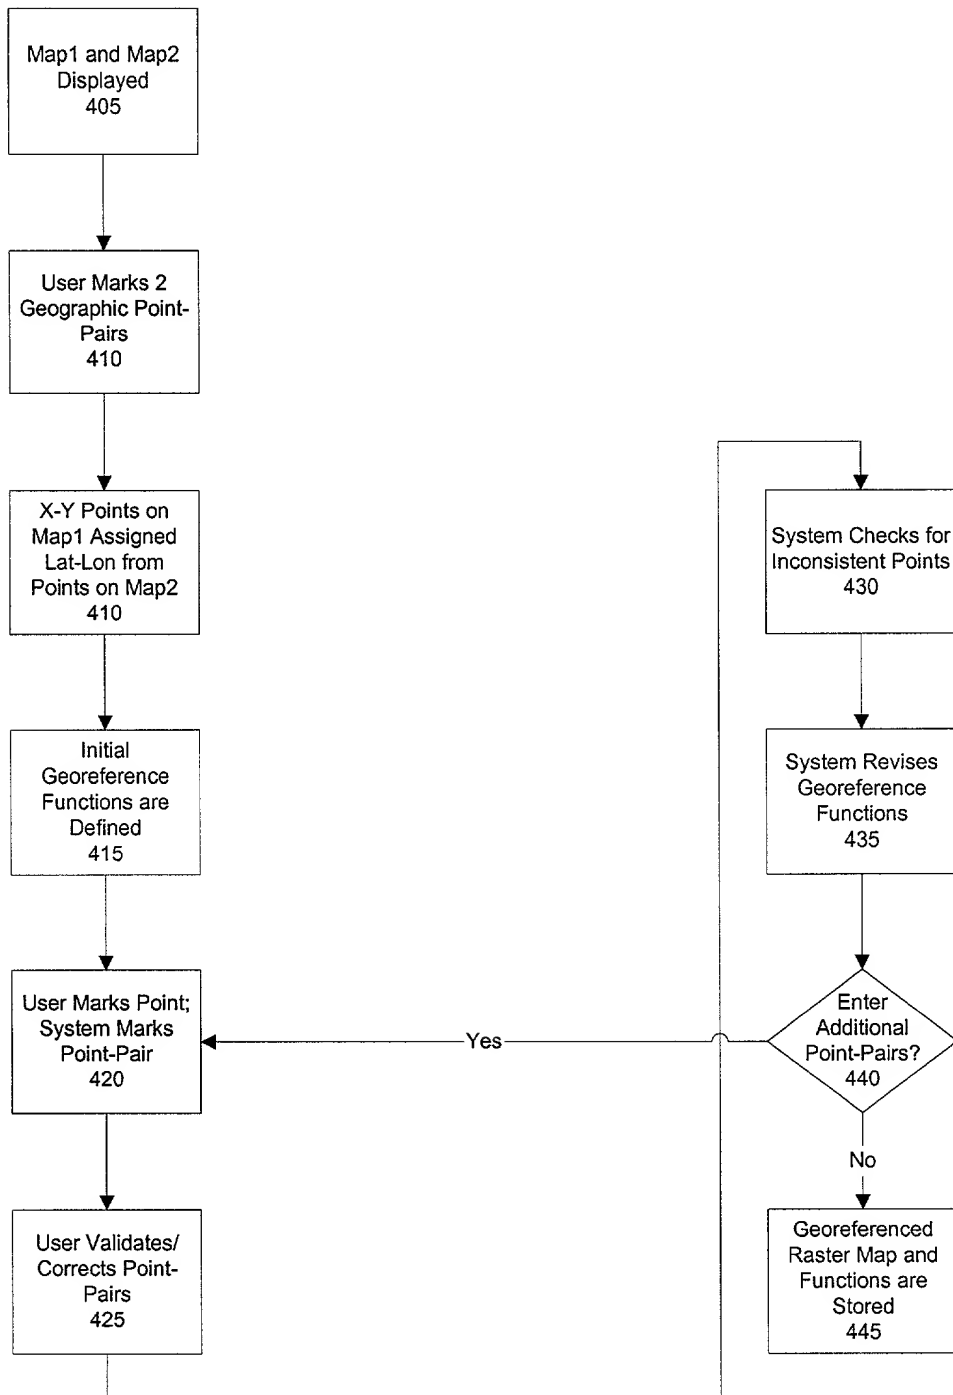 Map1 and Map2
Displayed
405
User Marks 2
Geographic Point-
Pairs
410
X-Y Points on
Map1 Assigned
Lat-Lon from
Points on Map2
410
Initial
Georeference
Functions are
Defined
415
User Marks Point;
System Marks
Point-Pair
420
User Validates/
Corrects Point-
Pairs
425
System Checks for
Inconsistent Points
430
System Revises
Georeference
Functions
435
Enter
Additional
Point-Pairs?
440
Yes
No
Georeferenced
Raster Map and
Functions are
Stored
445